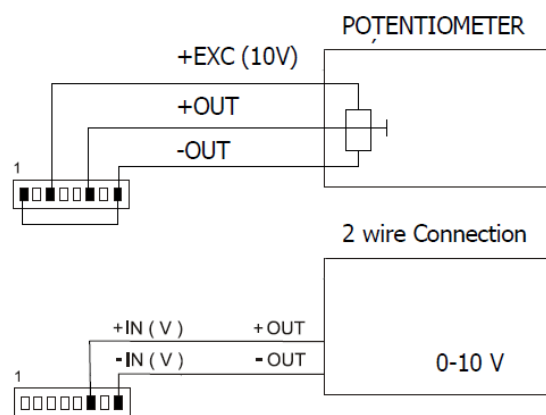 POTENTIOMETER
+EXC (10V)
+OUT
-OUT
1
2 wire Connection
+IN ( V ) +OUT
-IN ( V ) -OUT
0-10 V
1